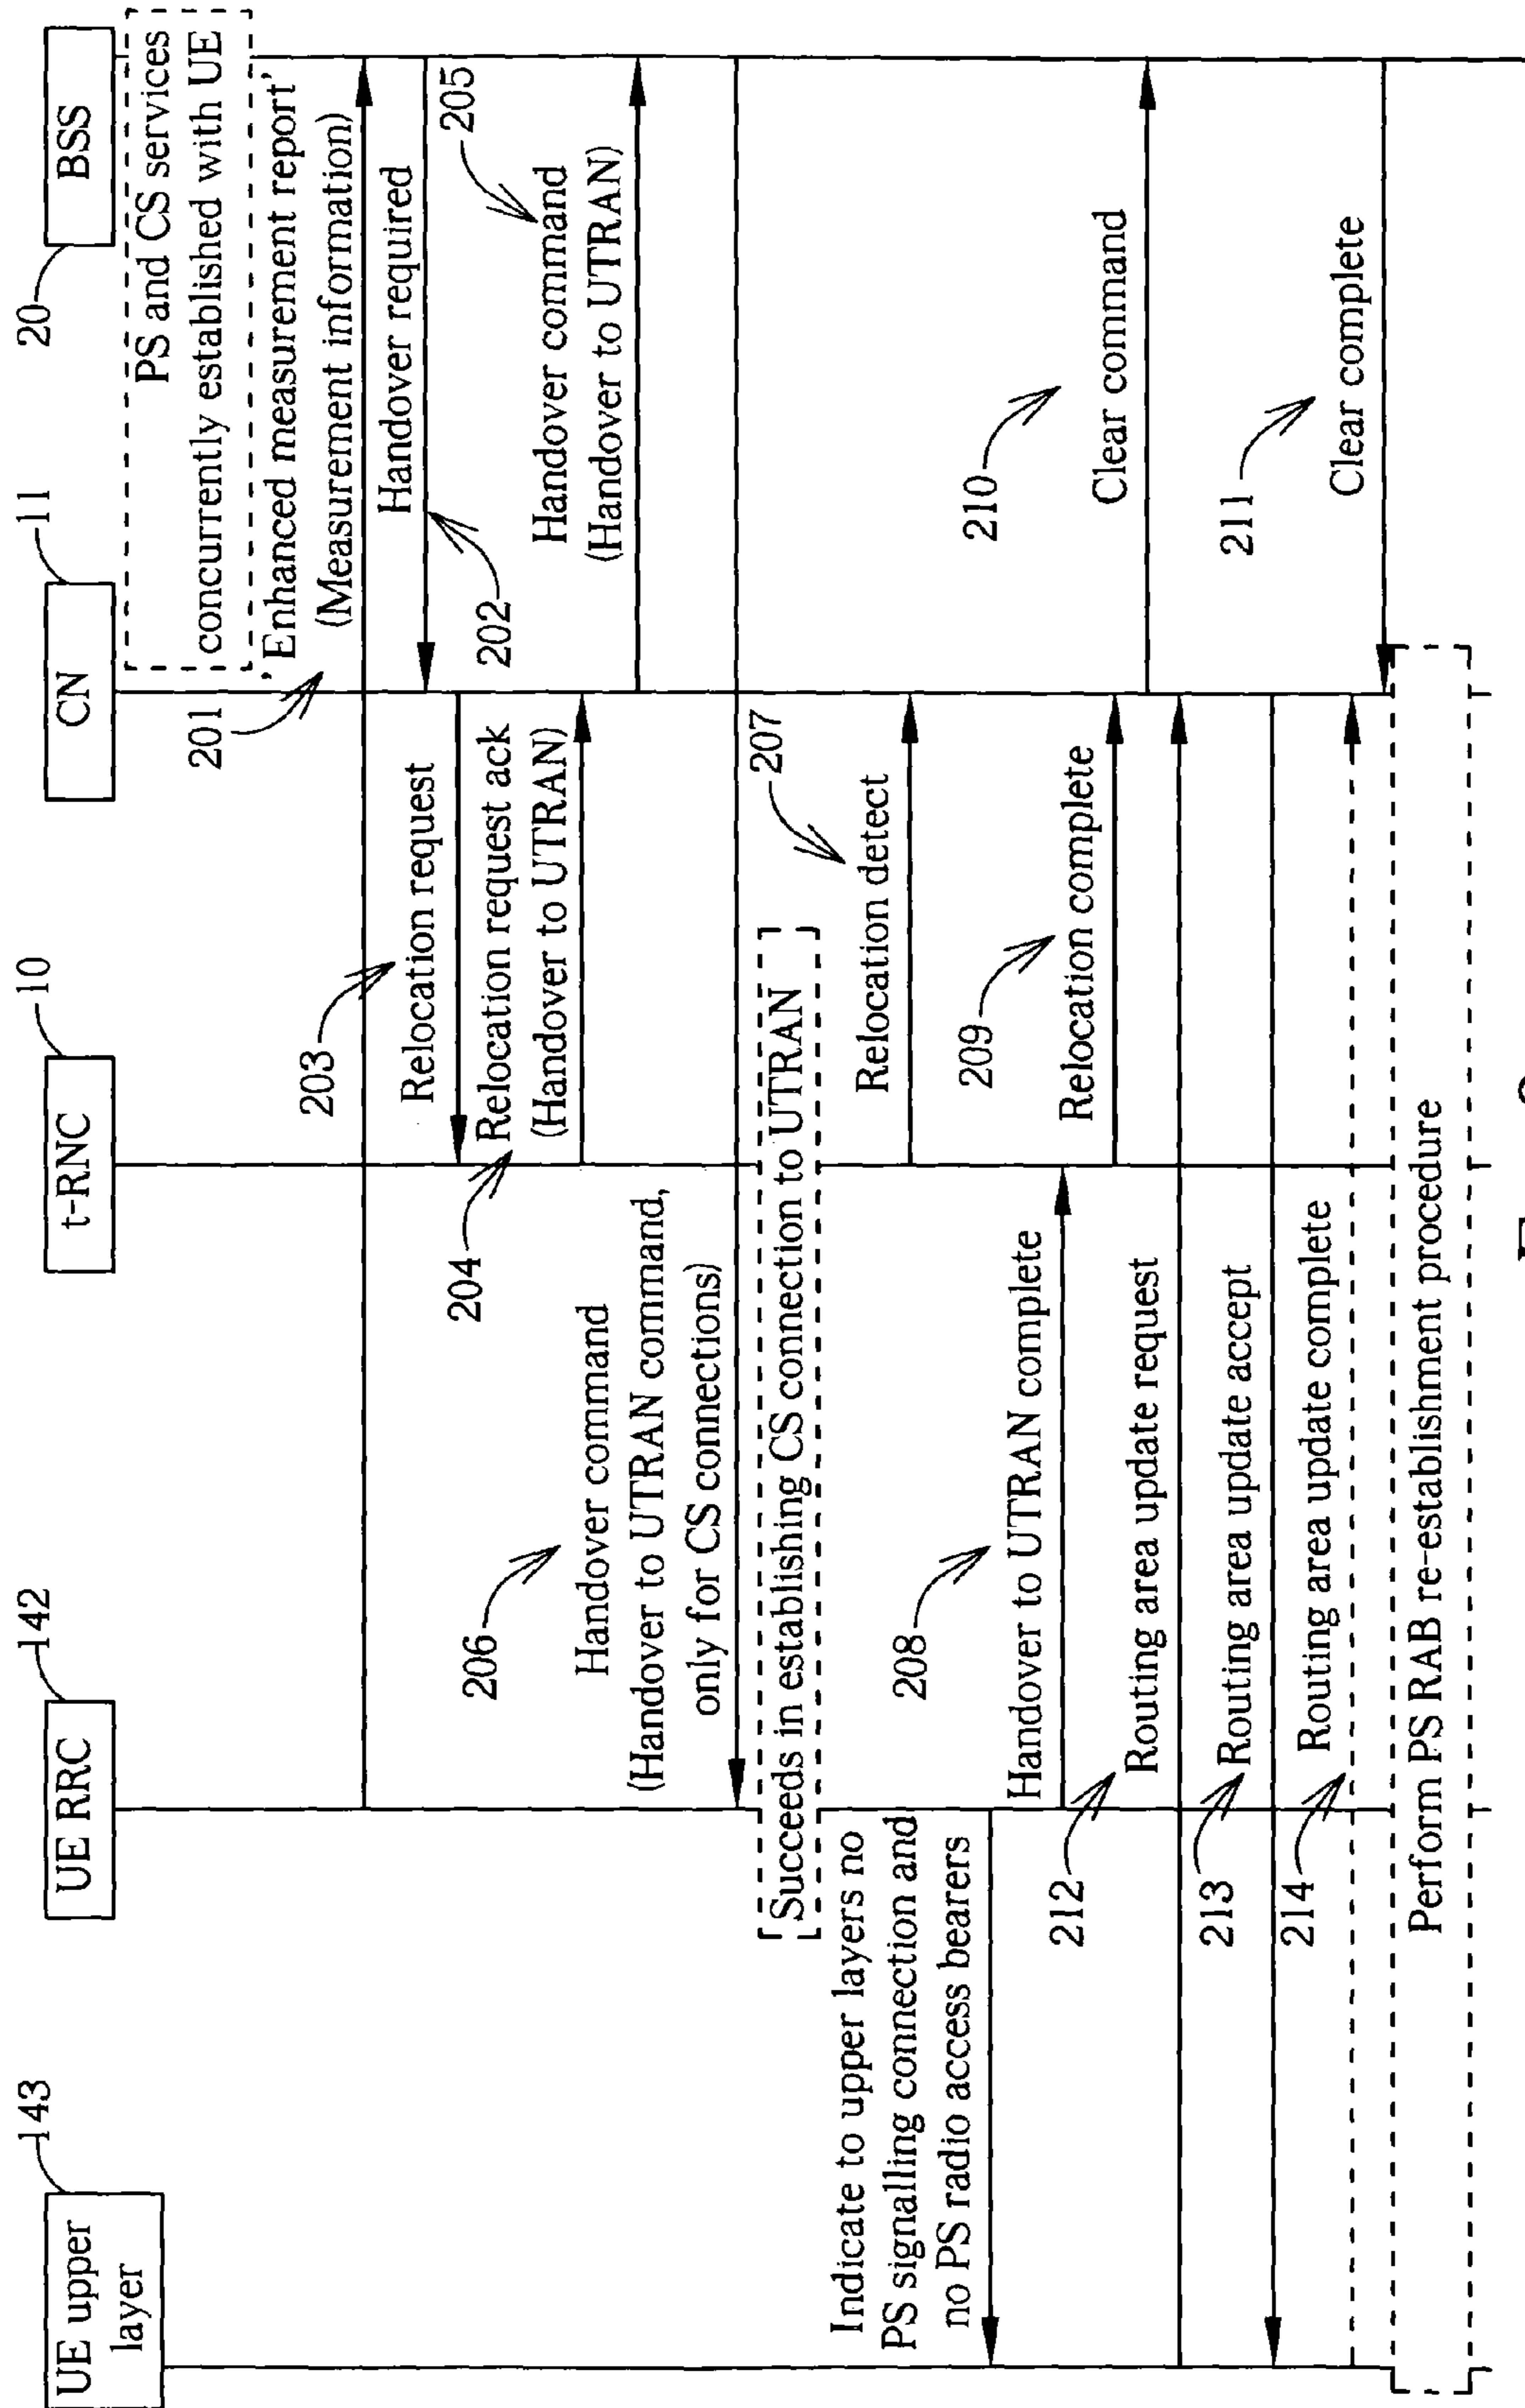 143
UE upper
layer
142
UE RRC
10
t-RNC
11
CN
20
BSS
PS and CS services
concurrently established with UE
201
'Enhanced measurement report'
(Measurement information)
Handover required
202
203
Relocation request
204
Relocation request ack
(Handover to UTRAN)
205
Handover command
(Handover to UTRAN)
206
Handover command
(Handover to UTRAN command,
only for CS connections)
Succeeds in establishing CS connection to UTRAN
207
Relocation detect
Indicate to upper layers no
PS signalling connection and
no PS radio access bearers
208
Handover to UTRAN complete
209
Relocation complete
210
Clear command
212
Routing area update request
213
Routing area update accept
214
Routing area update complete
211
Clear complete
Perform PS RAB re-establishment procedure